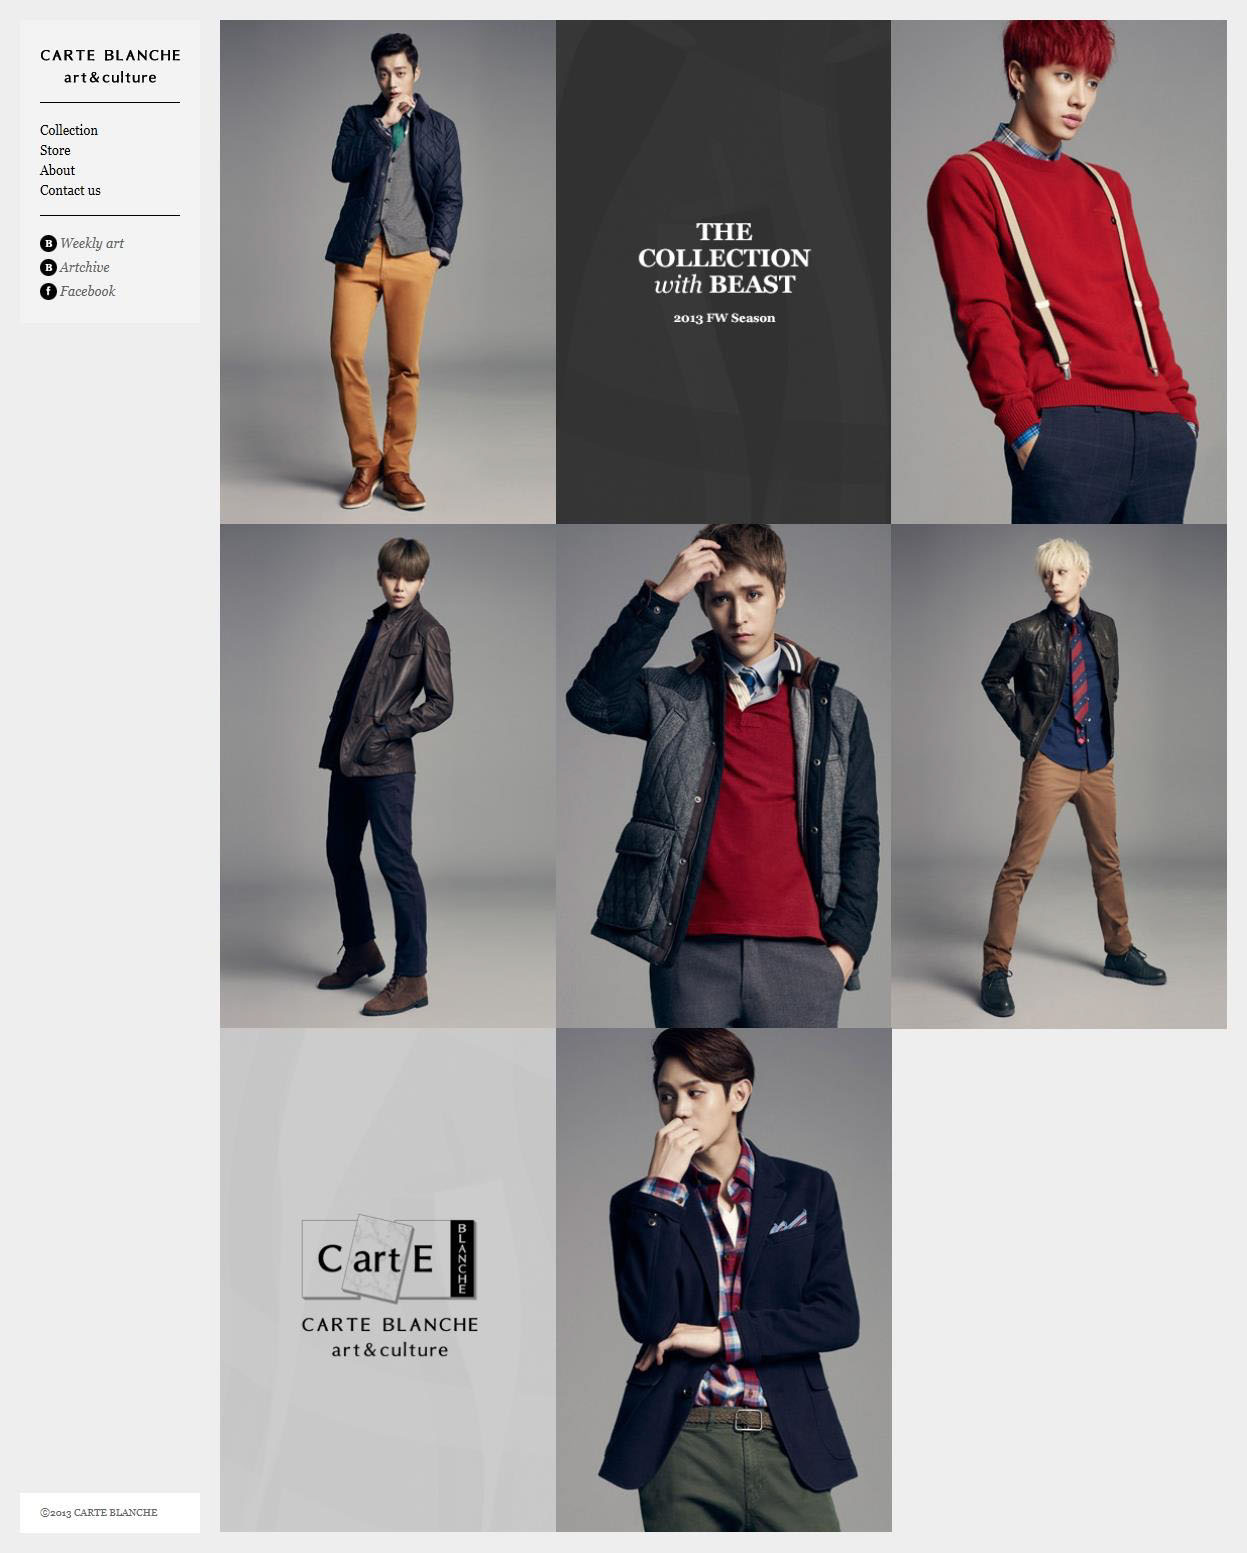 CARTE BLANCHE
art & culture
Collection
Store
About
Contact us
B Weekly art
B Artchive
f Facebook
THE
COLLECTION
with BEAST
2013 FW Season
C art E
BLANCHE
CARTE BLANCHE
art & culture
©2013 CARTE BLANCHE